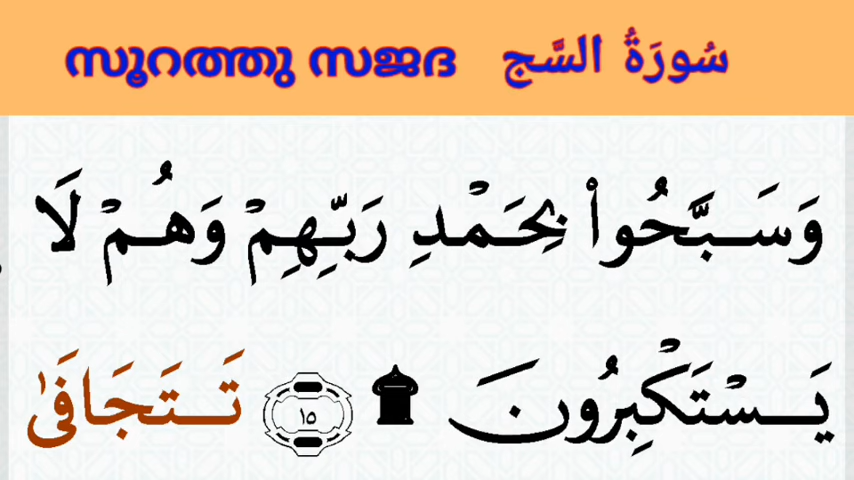 സൂറത്തു സജദ سُورَةُ السَّج
وَسَبَّحُوا۟ بِحَمْدِ رَبِّهِمْ وَهُمْ لَا
يَسْتَكْبِرُونَ ۩ ١٥ تَتَجَافَىٰ